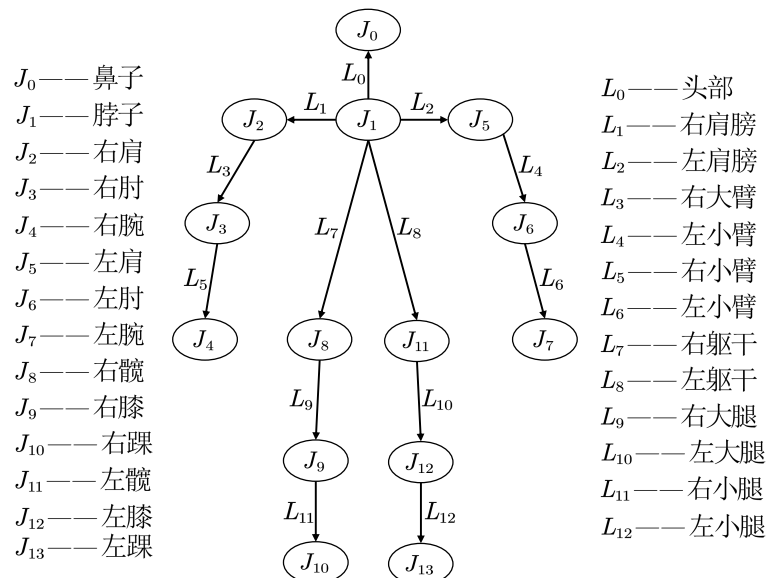 J₀——鼻子
J₁——脖子
J₂——右肩
J₃——右肘
J₄——右腕
J₅——左肩
J₆——左肘
J₇——左腕
J₈——右髋
J₉——右膝
J₁₀——右踝
J₁₁——左髋
J₁₂——左膝
J₁₃——左踝
J₀
L₀
L₁
L₂
J₂
J₁
J₅
L₃
L₄
J₃
J₆
L₇
L₈
L₅
L₆
J₄
J₈
J₁₁
J₇
L₉
L₁₀
J₉
J₁₂
L₁₁
L₁₂
J₁₀
J₁₃
L₀——头部
L₁——右肩膀
L₂——左肩膀
L₃——右大臂
L₄——左小臂
L₅——右小臂
L₆——左小臂
L₇——右躯干
L₈——左躯干
L₉——右大腿
L₁₀——左大腿
L₁₁——右小腿
L₁₂——左小腿